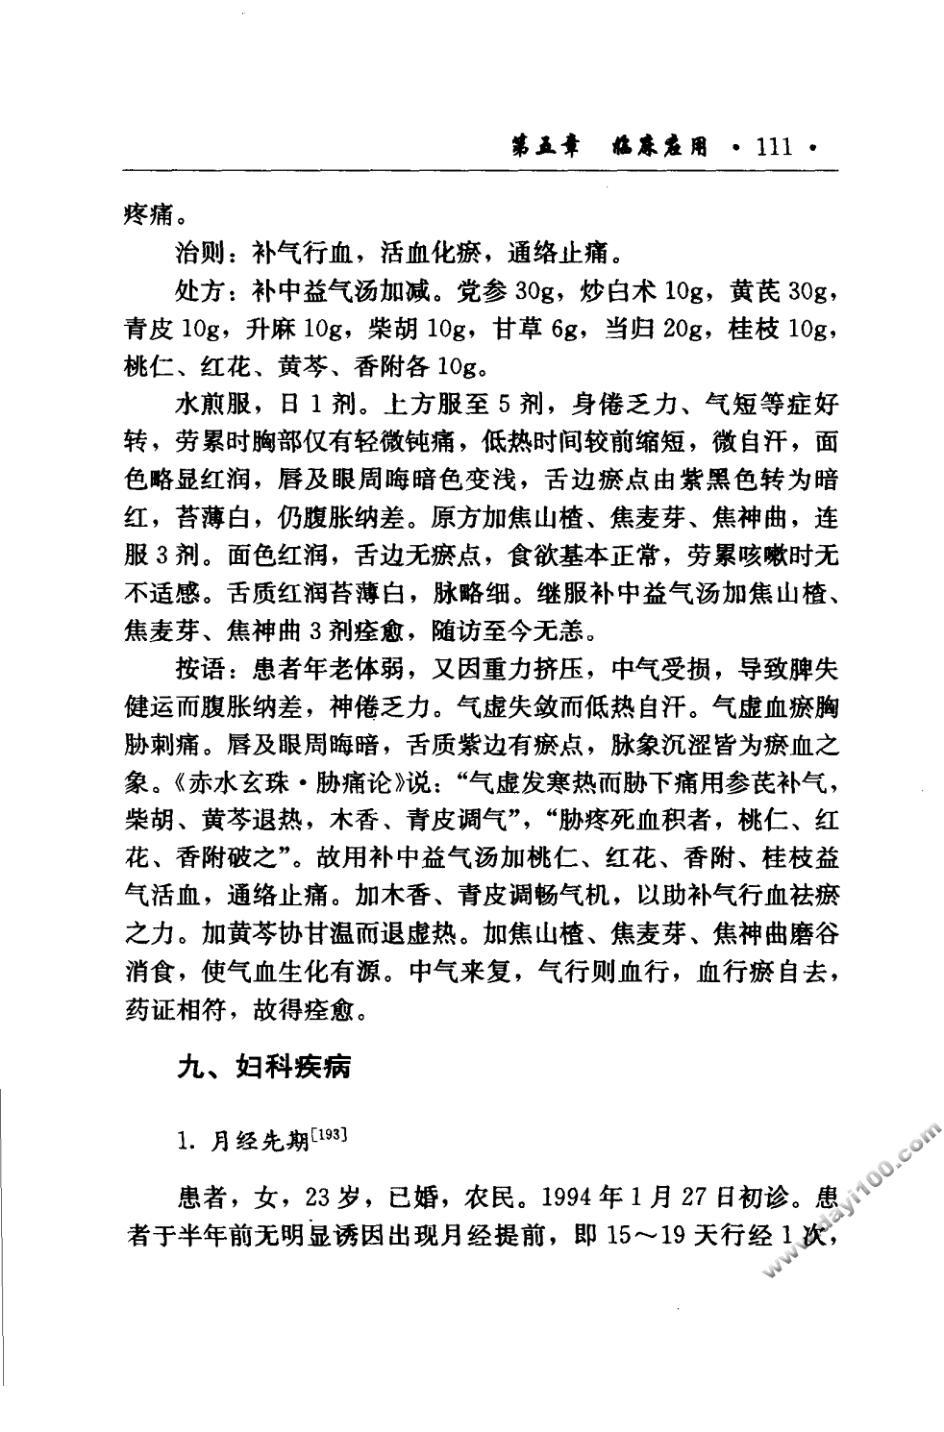 第五章 临床应用 · 111 ·
疼痛。
治则：补气行血，活血化瘀，通络止痛。
处方：补中益气汤加减。党参 30g，炒白术 10g，黄芪 30g，
青皮 10g，升麻 10g，柴胡 10g，甘草 6g，当归 20g，桂枝 10g，
桃仁、红花、黄芩、香附各 10g。
水煎服，日 1 剂。上方服至 5 剂，身倦乏力、气短等症好
转，劳累时胸部仅有轻微钝痛，低热时间较前缩短，微自汗，面
色略显红润，唇及眼周晦暗色变浅，舌边瘀点由紫黑色转为暗
红，苔薄白，仍腹胀纳差。原方加焦山楂、焦麦芽、焦神曲，连
服 3 剂。面色红润，舌边无瘀点，食欲基本正常，劳累咳嗽时无
不适感。舌质红润苔薄白，脉略细。继服补中益气汤加焦山楂、
焦麦芽、焦神曲 3 剂痊愈，随访至今无恙。
按语：患者年老体弱，又因重力挤压，中气受损，导致脾失
健运而腹胀纳差，神倦乏力。气虚失敛而低热自汗。气虚血瘀胸
胁刺痛。唇及眼周晦暗，舌质紫边有瘀点，脉象沉涩皆为瘀血之
象。《赤水玄珠·胁痛论》说：“气虚发寒热而胁下痛用参芪补气，
柴胡、黄芩退热，木香、青皮调气”，“胁疼死血积者，桃仁、红
花、香附破之”。故用补中益气汤加桃仁、红花、香附、桂枝益
气活血，通络止痛。加木香、青皮调畅气机，以助补气行血祛瘀
之力。加黄芩协甘温而退虚热。加焦山楂、焦麦芽、焦神曲磨谷
消食，使气血生化有源。中气来复，气行则血行，血行瘀自去，
药证相符，故得痊愈。
九、妇科疾病
1. 月经先期[193]
患者，女，23 岁，已婚，农民。1994 年 1 月 27 日初诊。患
者于半年前无明显诱因出现月经提前，即 15～19 天行经 1 次，
www.dayi100.com